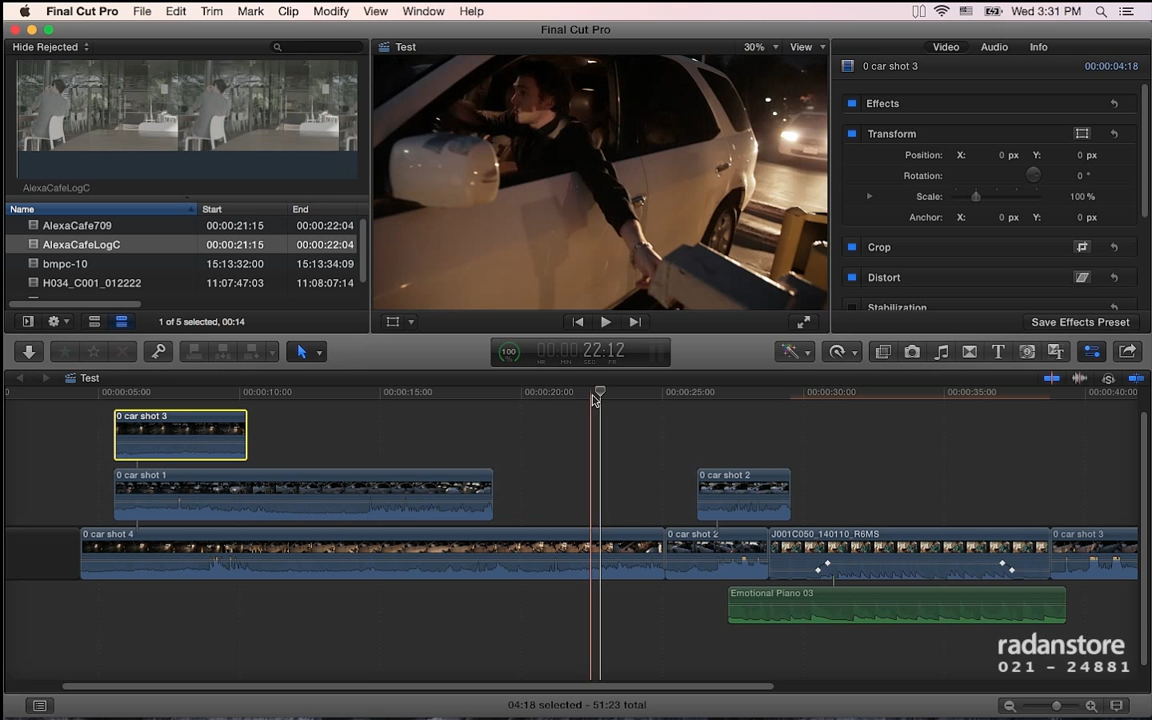 Final Cut Pro File Edit Trim Mark Clip Modify View Window Help Wed 3:31 PM
Final Cut Pro
Hide Rejected
Test 30% View
Video Audio Info
0 car shot 3 00:00:04:18
Effects
Transform
Position: X: 0 px Y: 0 px
Rotation: 0 °
Scale: 100 %
Anchor: X: 0 px Y: 0 px
Crop
Distort
Stabilization
Save Effects Preset
AlexaCafeLogC
Name Start End
AlexaCafe709 00:00:21:15 00:00:22:04
AlexaCafeLogC 00:00:21:15 00:00:22:04
bmpc-10 15:13:32:00 15:13:34:09
H034_C001_012222 11:07:47:03 11:08:07:14
1 of 5 selected, 00:14
100 00:00:22:12
HR MIN SEC FR
Test
0 00:00:05:00 00:00:10:00 00:00:15:00 00:00:20:00 00:00:25:00 00:00:30:00 00:00:35:00 00:00:40:00
0 car shot 3
0 car shot 1 0 car shot 2
0 car shot 4 0 car shot 2 J001C050_140110_R6MS 0 car shot 3
Emotional Piano 03
radanstore
021 - 24881
04:18 selected - 51:23 total